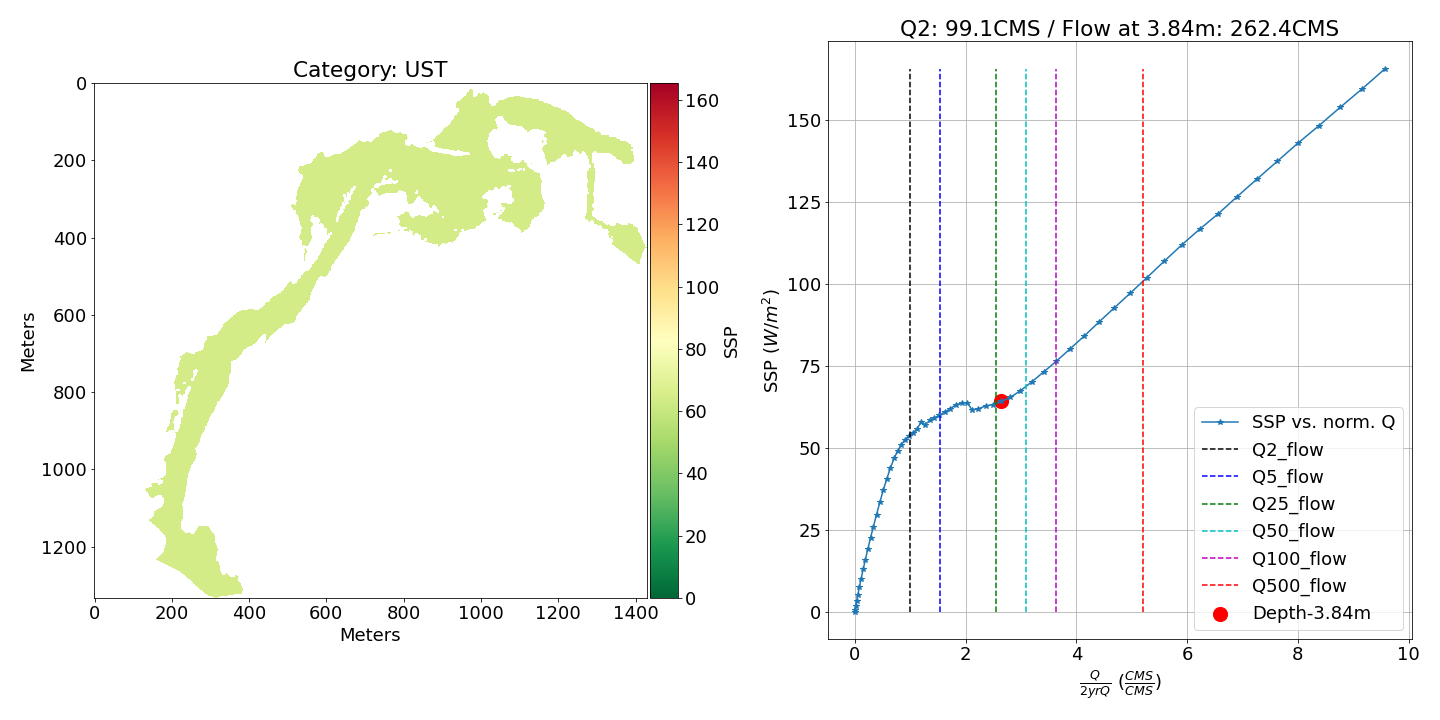 Category: UST
0
200
400
600
800
1000
1200
Meters
0
200
400
600
800
1000
1200
1400
Meters
160
140
120
100
80
60
40
20
0
SSP
Q2: 99.1CMS / Flow at 3.84m: 262.4CMS
150
125
100
75
50
25
0
SSP (W/m²)
SSP vs. norm. Q
Q2_flow
Q5_flow
Q25_flow
Q50_flow
Q100_flow
Q500_flow
Depth-3.84m
0
2
4
6
8
10
Q/2yrQ (CMS/CMS)